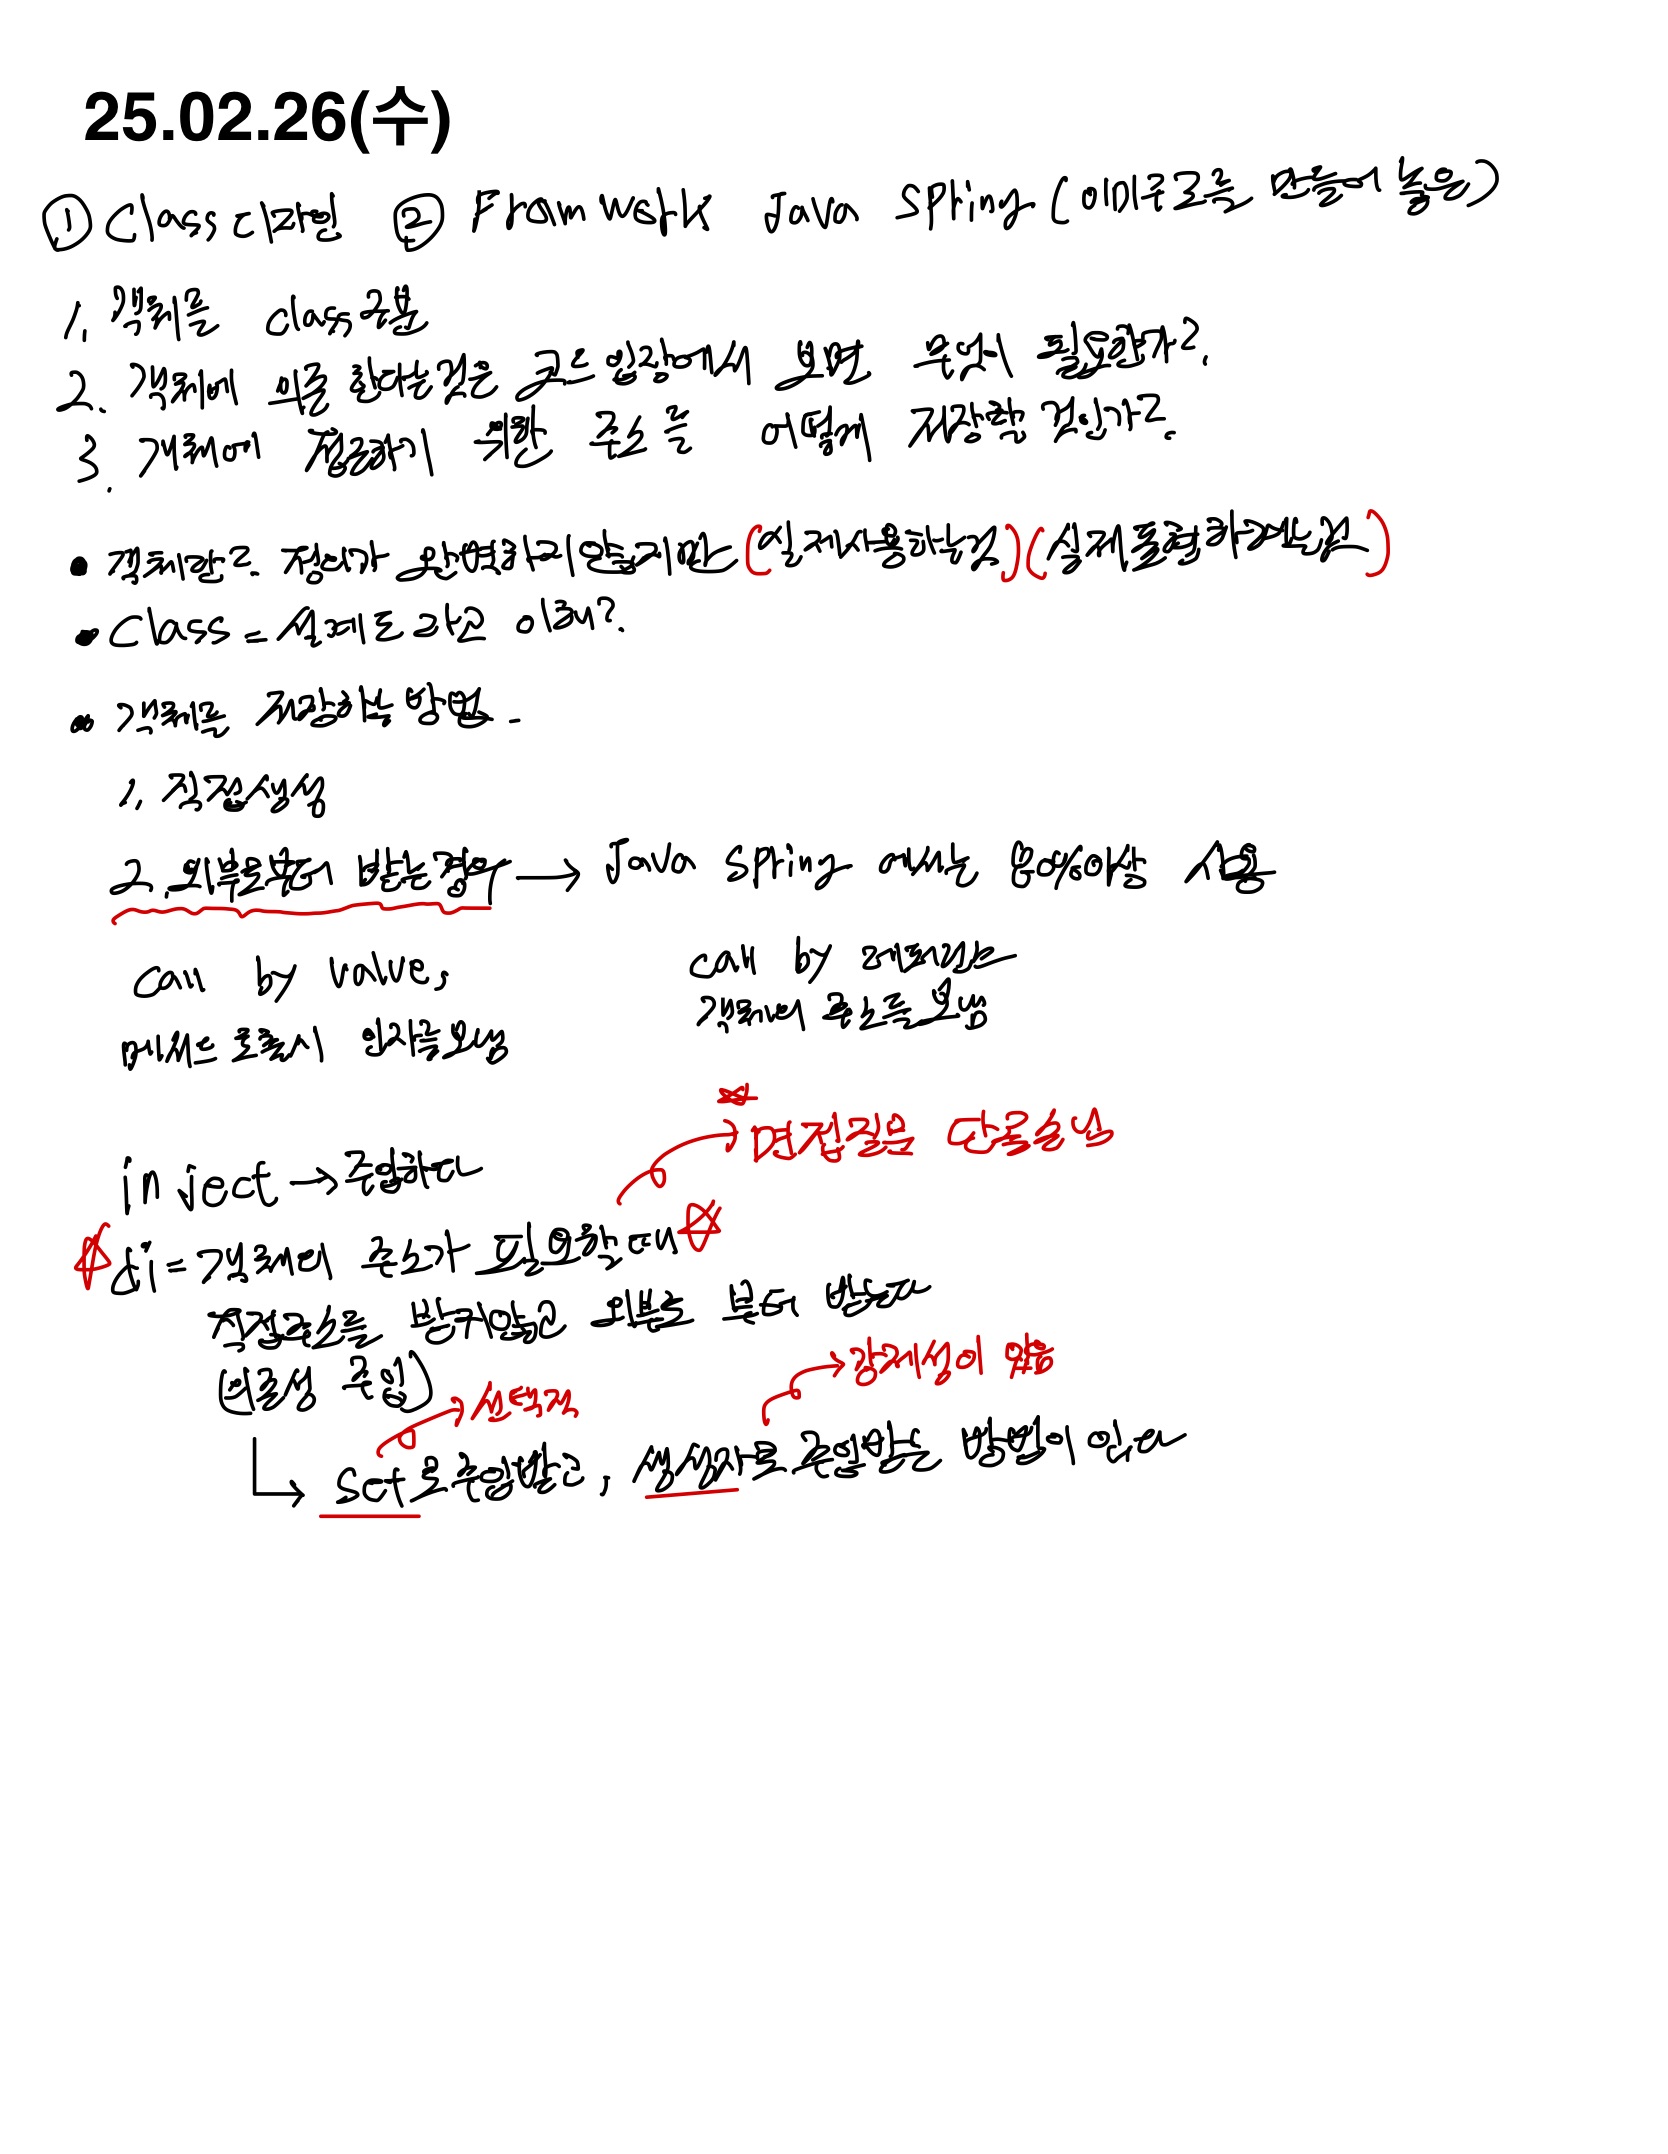 25.02.26(수)
① Class 디자인 ② Framwork Java Spring (이미 구조를 만들어 놓은)
1. 객체를 class 구분
2. 객체에 의존 한다는것은 코드 입장에서 보면 무엇이 필요한가?
3. 객체에 접근하기 위한 주소를 어떻게 저장할 것인가?
• 객체란? 정의가 완벽하지않습지만 (실제사용하는것) (실제 돌현하려는것)
• Class = 설계도 라고 이해?
• 객체를 저장하는 방법.
1. 직접생성
2. 외부로부터 받는경우 → Java Spring 에서는 80%이상 사용
call by value,
call by 레퍼런스
메서드 호출시 인자를보냄
객체의 주소를 보냄
면접질문 단골손님
inject → 주입하다
di = 객체의 주소가 필요할때
직접주소를 받지않고 외부로 부터 받는다
강제성이 있음
(의존성 주입)
선택적
set으로 주입받고, 생성자로 주입받는 방법이 있다